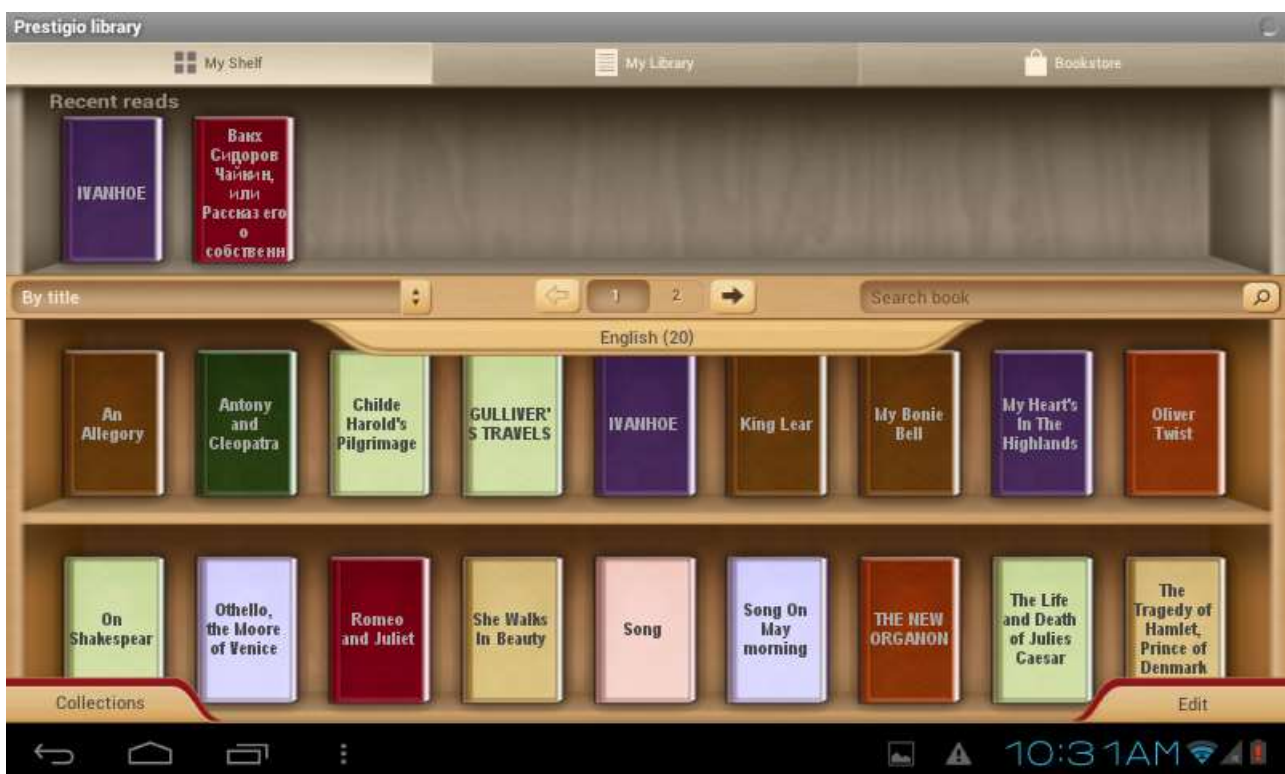 Prestigio library
My Shelf
My Library
Bookstore
Recent reads
IVANHOE
Вакх
Сидоров
Чайкин,
или
Рассказ его
о
собственн
By title
1
2
Search book
English (20)
An
Allegory
Antony
and
Cleopatra
Childe
Harold's
Pilgrimage
GULLIVER'
S TRAVELS
IVANHOE
King Lear
My Bonie
Bell
My Heart's
In The
Highlands
Oliver
Twist
On
Shakespear
Othello,
the Moore
of Venice
Romeo
and Juliet
She Walks
In Beauty
Song
Song On
May
morning
THE NEW
ORGANON
The Life
and Death
of Julies
Caesar
The
Tragedy of
Hamlet,
Prince of
Denmark
Collections
Edit
10:31AM